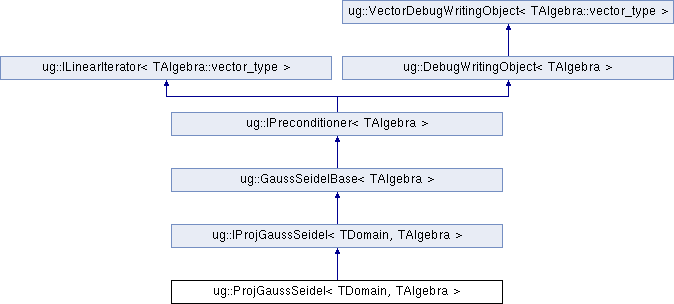 ug::VectorDebugWritingObject< TAlgebra::vector_type >
ug::ILinearIterator< TAlgebra::vector_type >
ug::DebugWritingObject< TAlgebra >
ug::IPreconditioner< TAlgebra >
ug::GaussSeidelBase< TAlgebra >
ug::IProjGaussSeidel< TDomain, TAlgebra >
ug::ProjGaussSeidel< TDomain, TAlgebra >